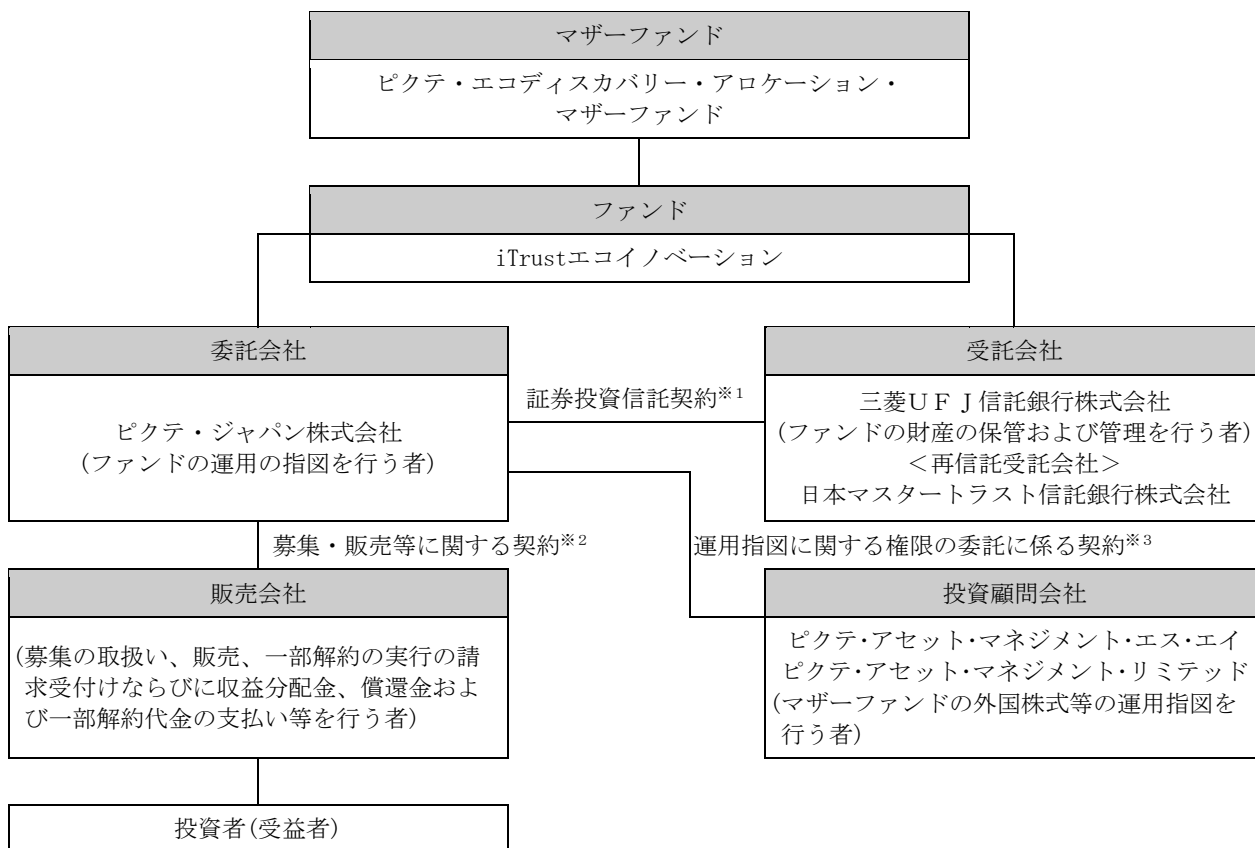 マザーファンド
ピクテ・エコディスカバリー・アロケーション・
マザーファンド
ファンド
iTrustエコイノベーション
委託会社
ピクテ・ジャパン株式会社
(ファンドの運用の指図を行う者)
証券投資信託契約※1
受託会社
三菱UFJ信託銀行株式会社
(ファンドの財産の保管および管理を行う者)
<再信託受託会社>
日本マスタートラスト信託銀行株式会社
募集・販売等に関する契約※2
運用指図に関する権限の委託に係る契約※3
販売会社
(募集の取扱い、販売、一部解約の実行の請
求受付けならびに収益分配金、償還金およ
び一部解約代金の支払い等を行う者)
投資顧問会社
ピクテ・アセット・マネジメント・エス・エイ
ピクテ・アセット・マネジメント・リミテッド
(マザーファンドの外国株式等の運用指図を
行う者)
投資者(受益者)